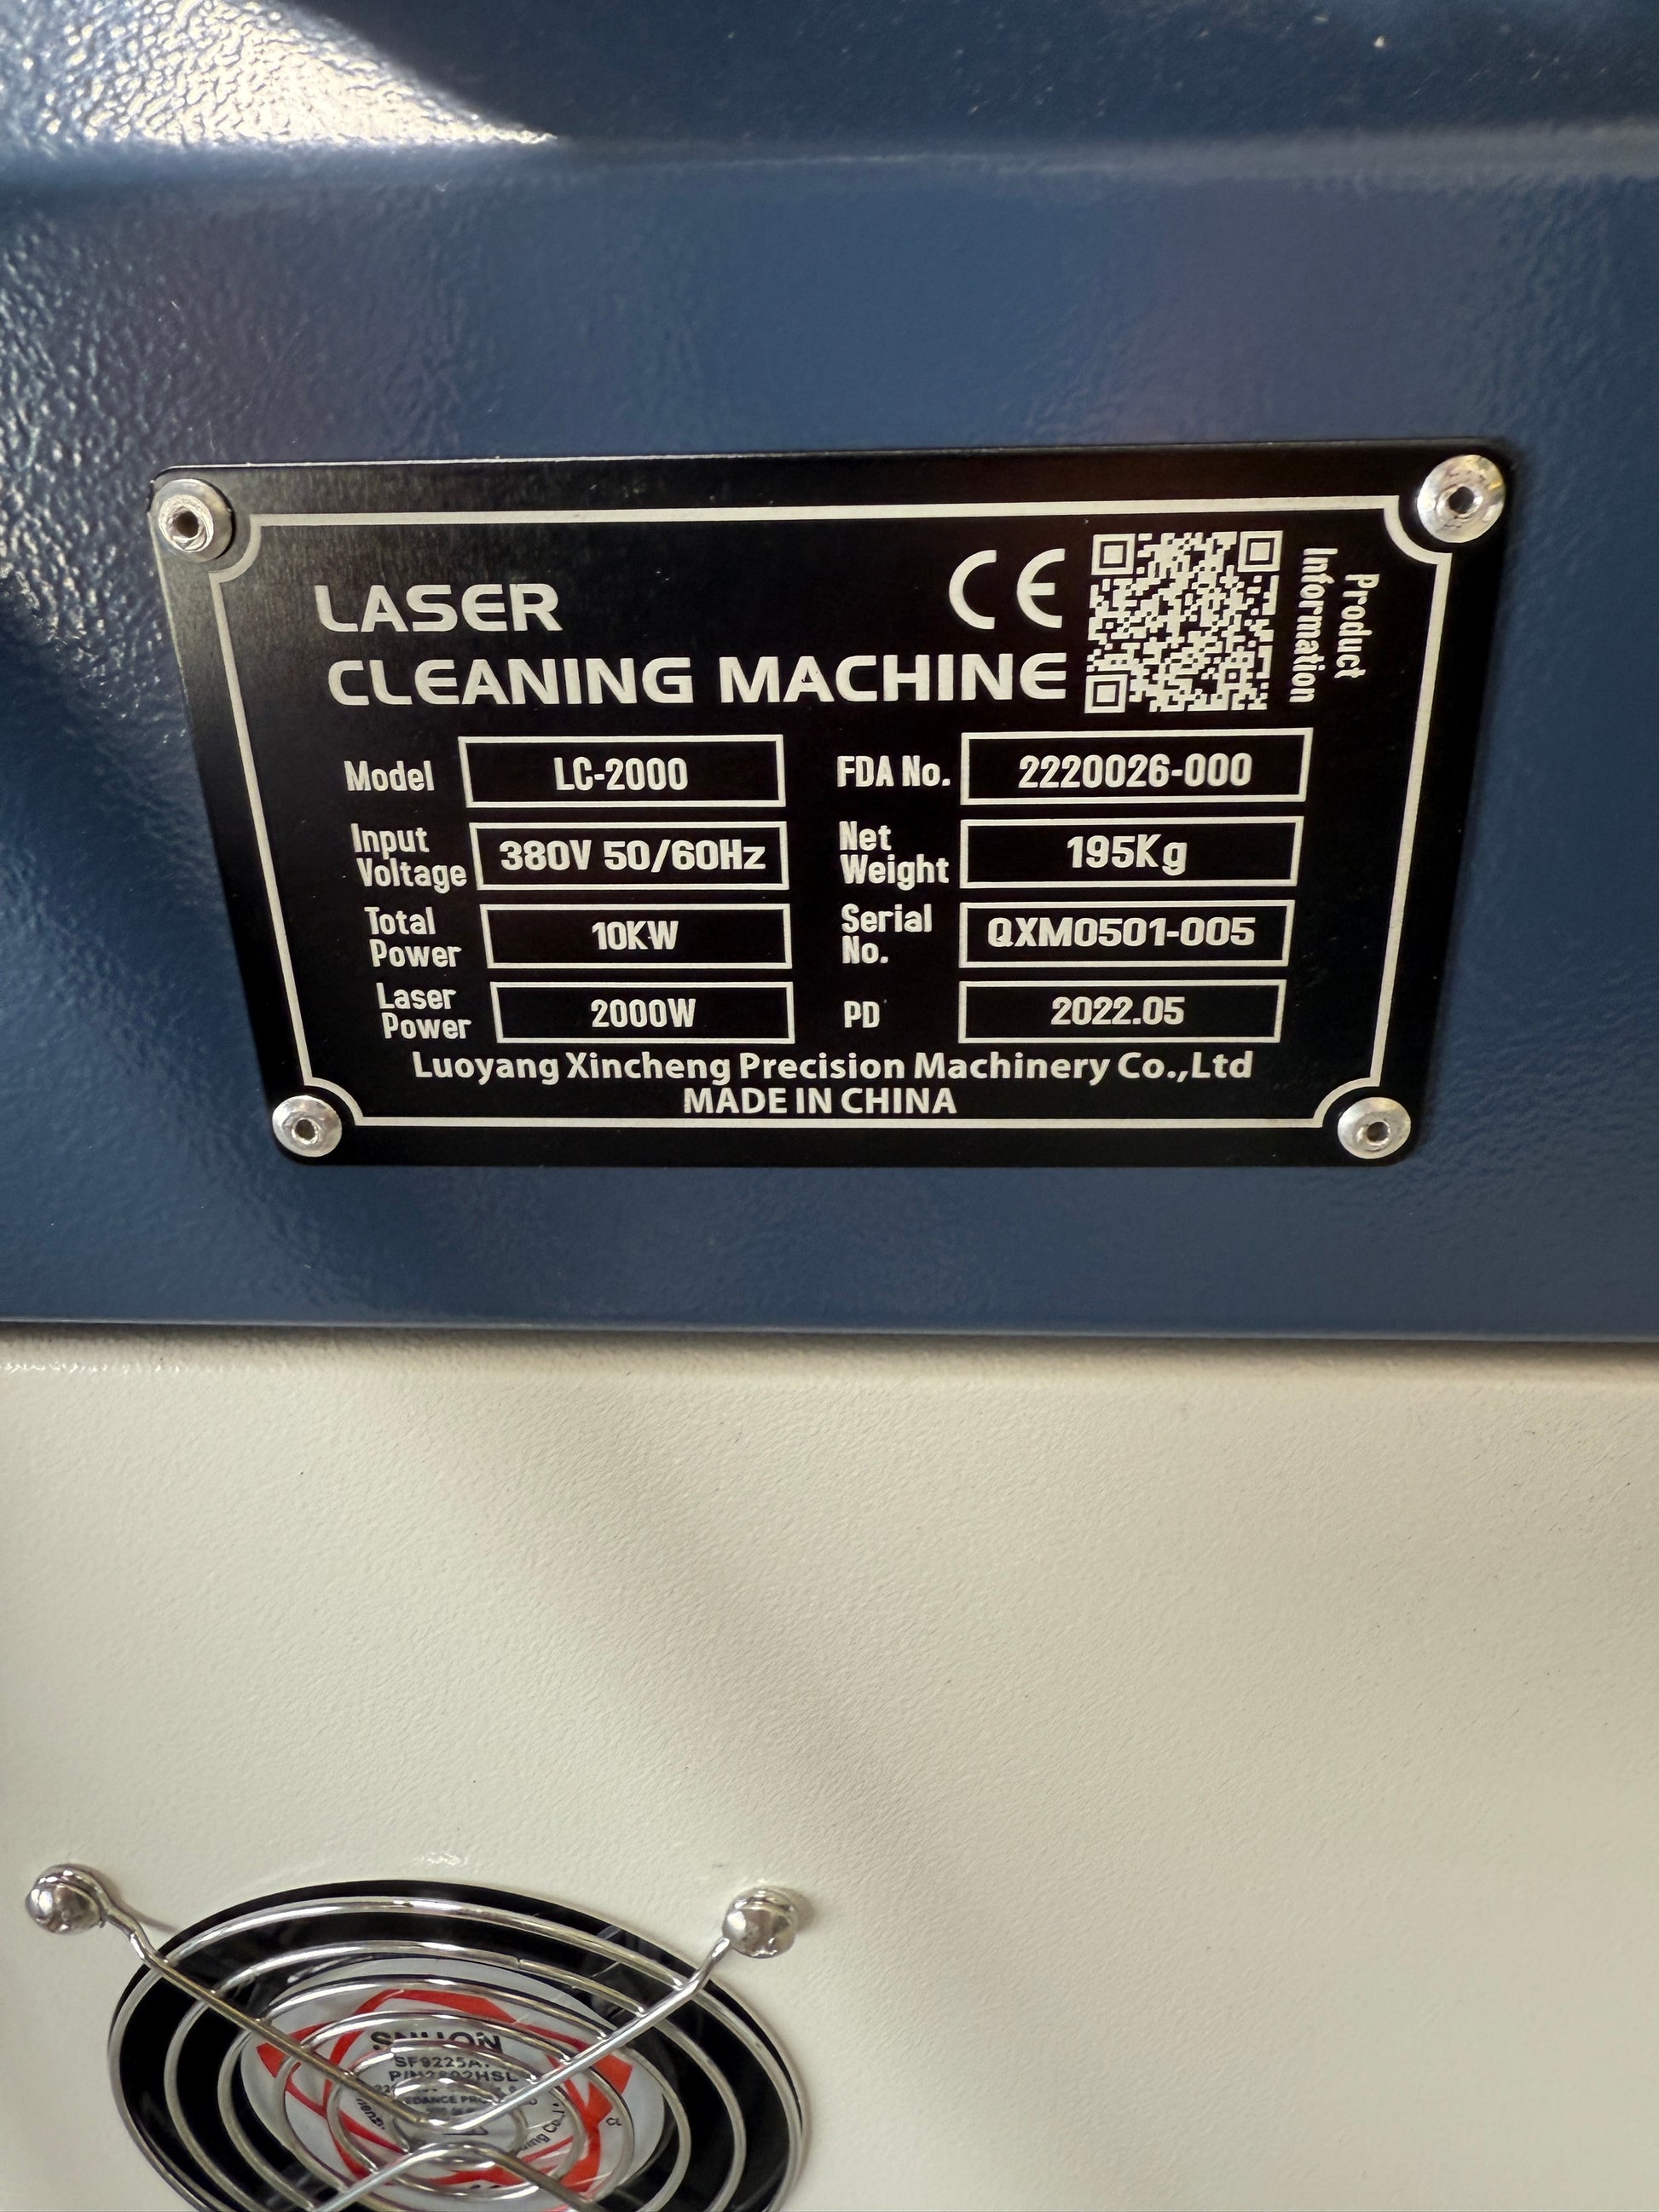 LASER
CLEANING MACHINE
CE
Product
Information
Model LC-2000
FDA No. 2220026-000
Input
Voltage
380V 50/60Hz
Net
Weight
195Kg
Total
Power
10KW
Serial
No.
QXM0501-005
Laser
Power
2000W
PD 2022.05
Luoyang Xincheng Precision Machinery Co.,Ltd
MADE IN CHINA
SF9225A